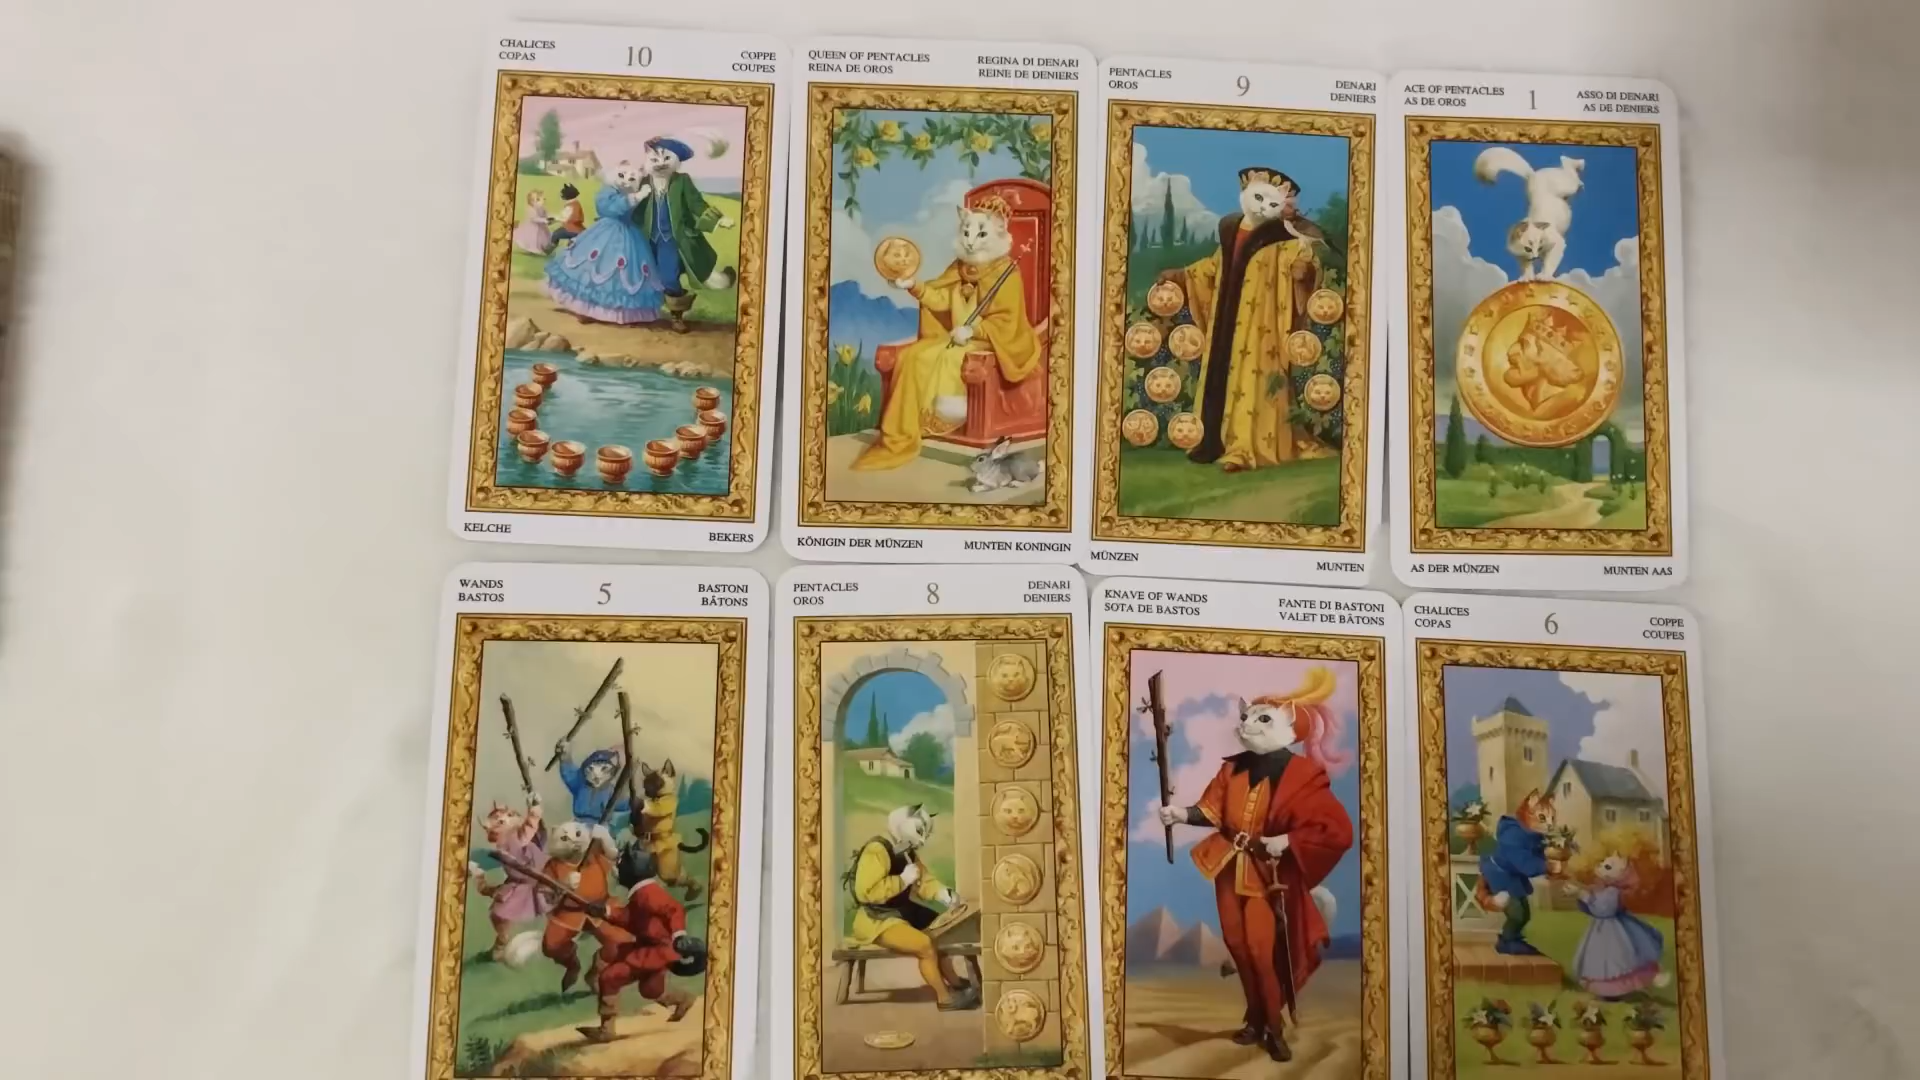 CHALICES
COPAS
10
COPPE
COUPES
KELCHE
BEKERS
QUEEN OF PENTACLES
REINA DE OROS
REGINA DI DENARI
REINE DE DENIERS
KÖNIGIN DER MÜNZEN
MUNTEN KONINGIN
PENTACLES
OROS
9
DENARI
DENIERS
MÜNZEN
MUNTEN
ACE OF PENTACLES
AS DE OROS
1
ASSO DI DENARI
AS DE DENIERS
AS DER MÜNZEN
MUNTEN AAS
WANDS
BASTOS
5
BASTONI
BÂTONS
PENTACLES
OROS
8
DENARI
DENIERS
KNAVE OF WANDS
SOTA DE BASTOS
FANTE DI BASTONI
VALET DE BÂTONS
CHALICES
COPAS
6
COPPE
COUPES